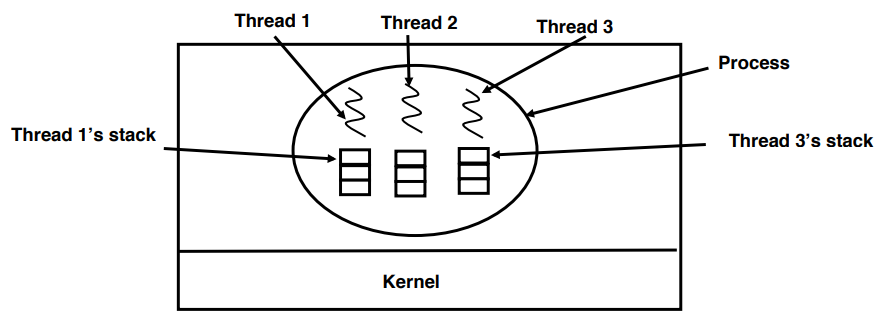 Thread 1
Thread 2
Thread 3
Process
Thread 1's stack
Thread 3's stack
Kernel